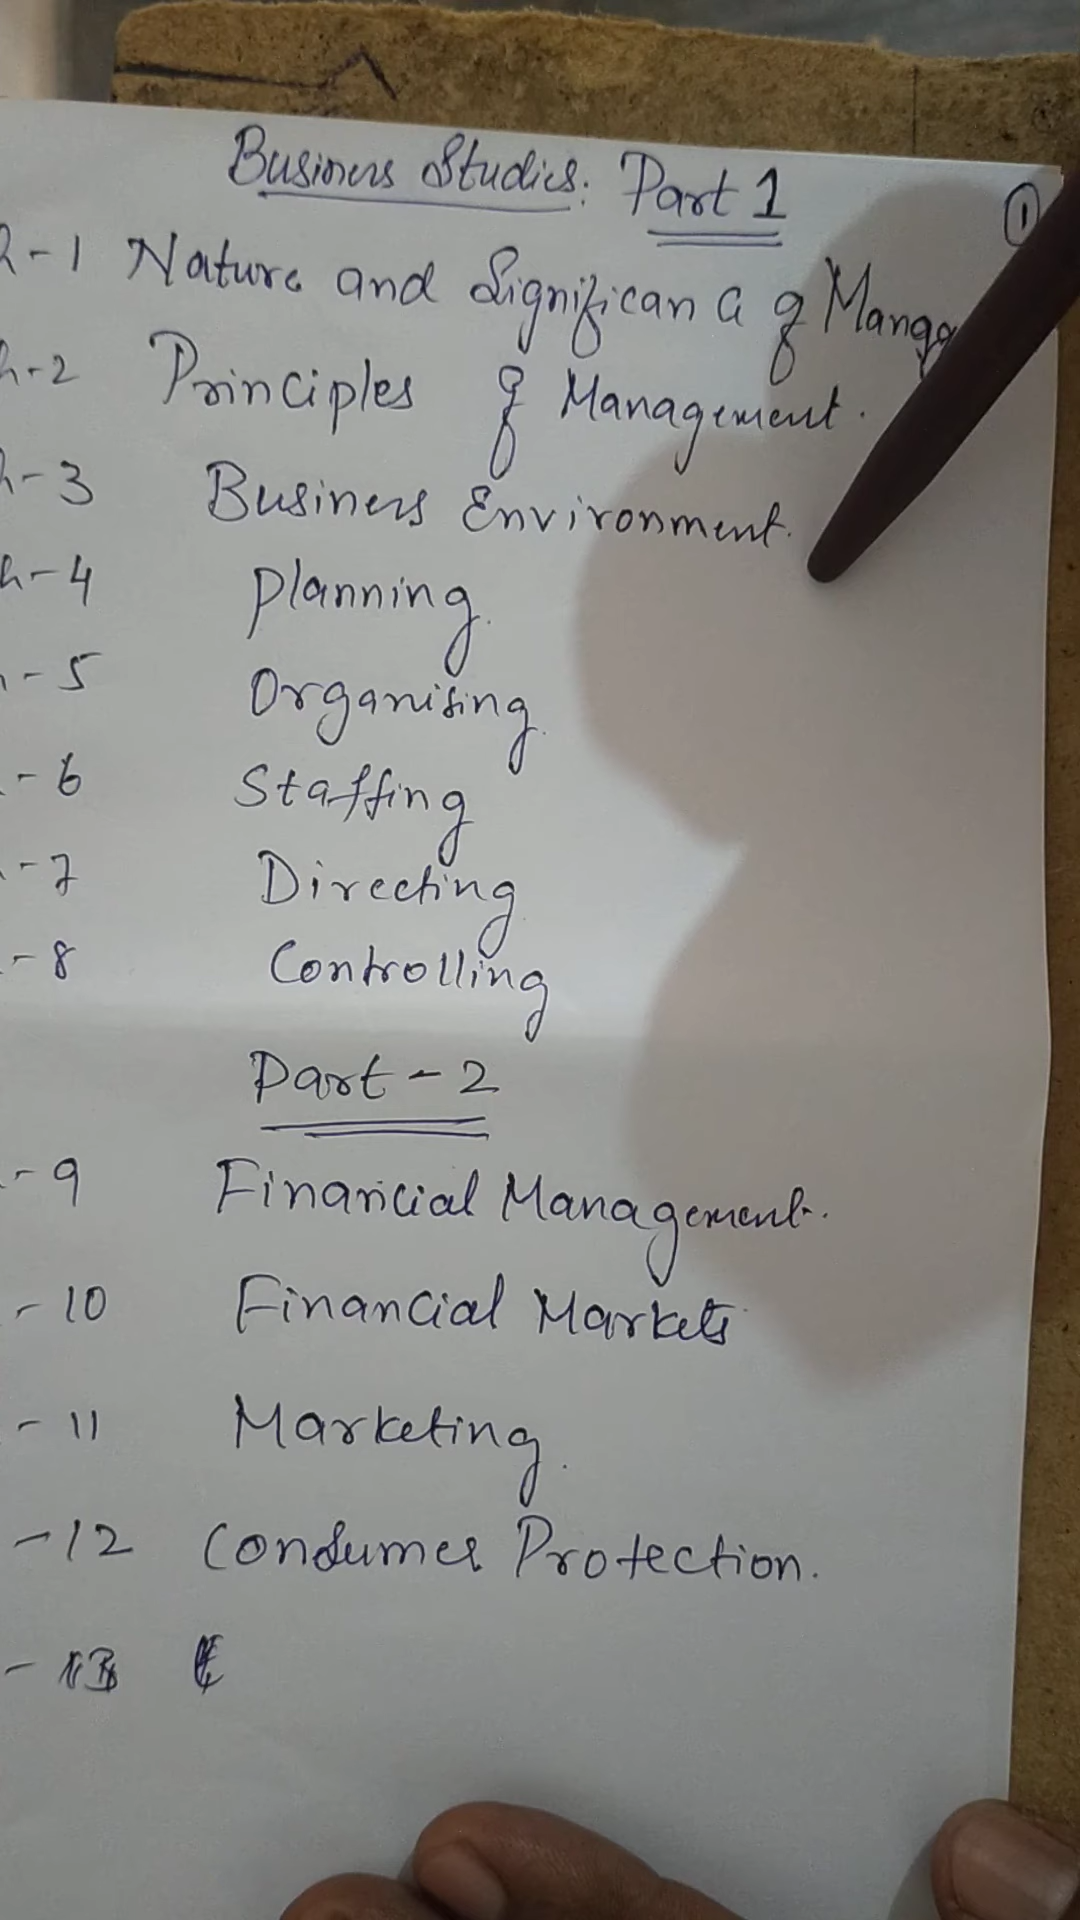 Business Studies: Part 1
1
h-1 Nature and Significance of Manag
h-2 Principles of Management.
h-3 Business Environment.
h-4 Planning.
h-5 Organising.
-6 Staffing
-7 Directing.
-8 Controlling
Part-2
-9 Financial Management.
-10 Financial Markets
-11 Marketing.
-12 Consumer Protection.
-13